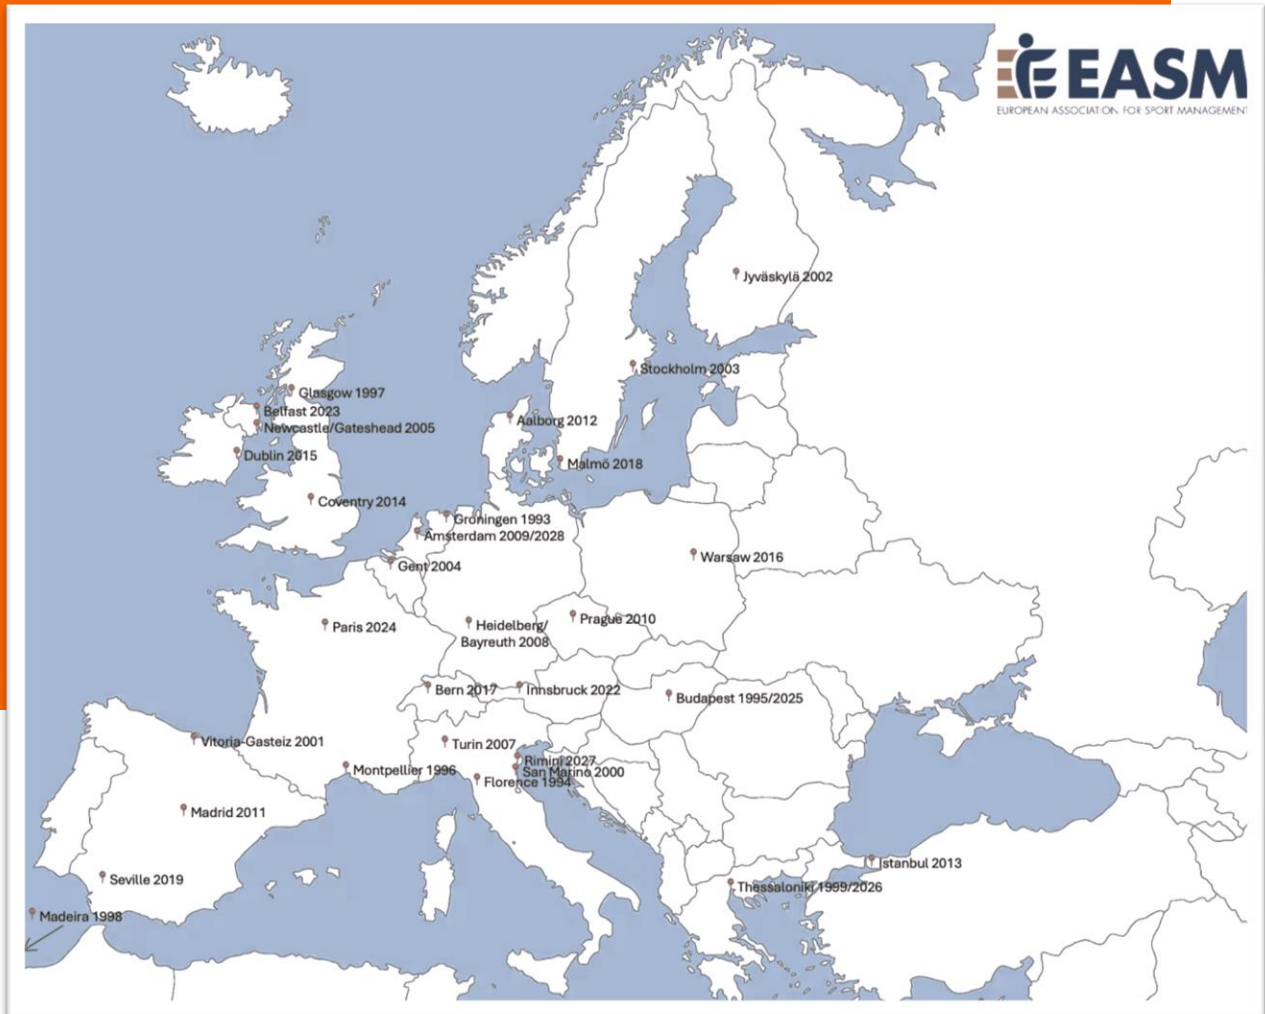 EASM
EUROPEAN ASSOCIATION FOR SPORT MANAGEMENT
Jyväskylä 2002
Stockholm 2003
Glasgow 1997
Belfast 2023
Aalborg 2012
Newcastle/Gateshead 2005
Dublin 2015
Malmö 2018
Coventry 2014
Groningen 1993
Amsterdam 2009/2028
Warsaw 2016
Gent 2004
Prague 2010
Paris 2024
Heidelberg/
Bayreuth 2008
Bern 2017
Innsbruck 2022
Budapest 1995/2025
Vitoria-Gasteiz 2001
Turin 2007
Rimini 2027
Montpellier 1996
San Marino 2000
Florence 1994
Madrid 2011
Istanbul 2013
Seville 2019
Thessaloniki 1999/2026
Madeira 1998